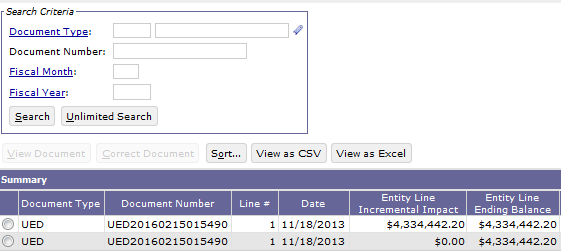 Search Criteria
Document Type:
Document Number:
Fiscal Month:
Fiscal Year:
Search Unlimited Search
View Document Correct Document Sort... View as CSV View as Excel
Summary
Document Type Document Number Line # Date Entity Line Incremental Impact Entity Line Ending Balance
UED UED20160215015490 1 11/18/2013 $4,334,442.20 $4,334,442.20
UED UED20160215015490 1 11/18/2013 $0.00 $4,334,442.20